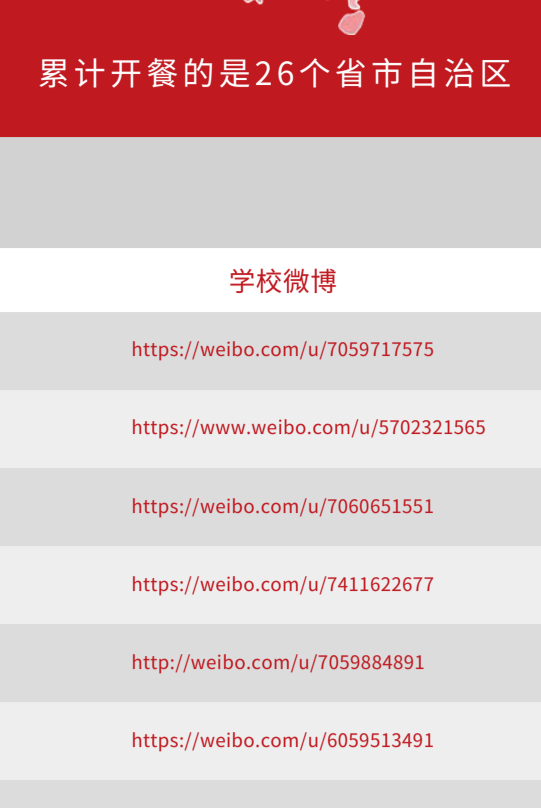 累计开餐的是26个省市自治区
学校微博
https://weibo.com/u/7059717575
https://www.weibo.com/u/5702321565
https://weibo.com/u/7060651551
https://weibo.com/u/7411622677
http://weibo.com/u/7059884891
https://weibo.com/u/6059513491